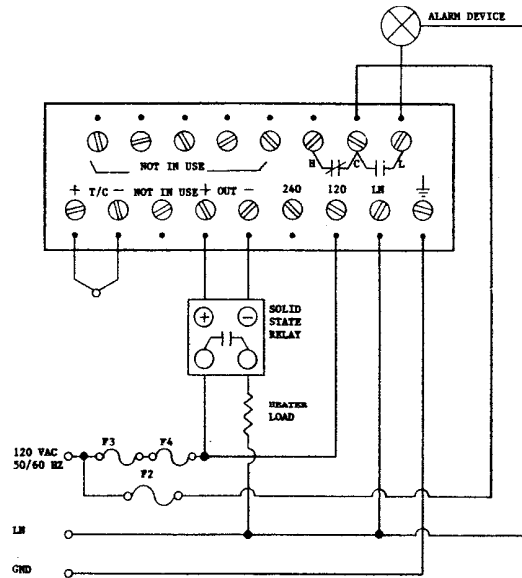 ALARM DEVICE
H C L
NOT IN USE
+ T/C - NOT IN USE + OUT - 240 120 LN
+ -
SOLID
STATE
RELAY
HEATER
LOAD
120 VAC
50/60 HZ
F3 F4
F2
LN
GND